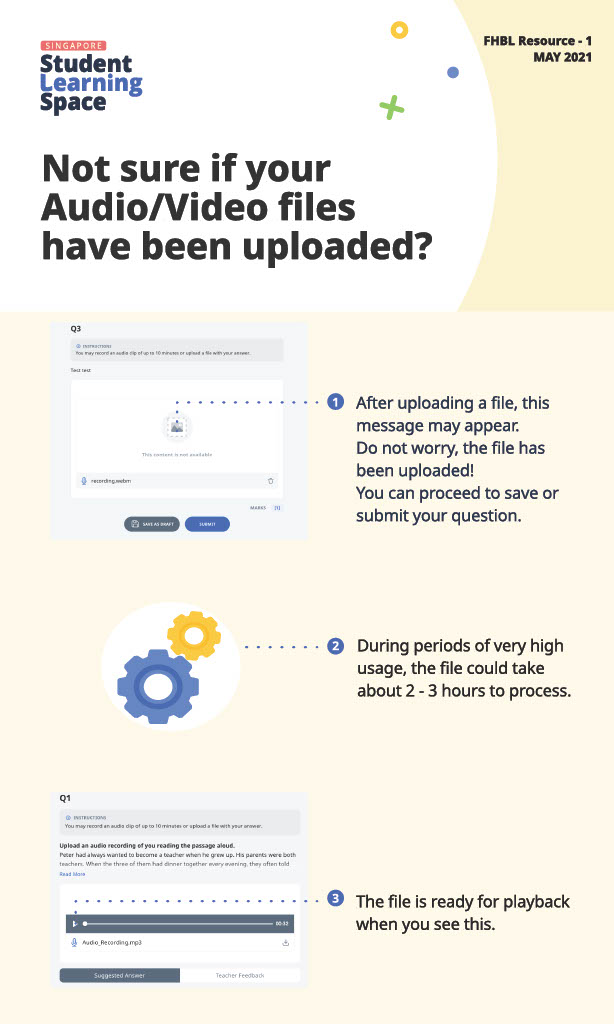 SINGAPORE
Student
Learning
Space
FHBL Resource - 1
MAY 2021
Not sure if your
Audio/Video files
have been uploaded?
Q3
INSTRUCTIONS
You may record an audio clip of up to 10 minutes or upload a file with your answer.
Test test
This content is not available
recording.webm
MARKS [1]
SAVE AS DRAFT
SUBMIT
1
After uploading a file, this
message may appear.
Do not worry, the file has
been uploaded!
You can proceed to save or
submit your question.
2
During periods of very high
usage, the file could take
about 2 - 3 hours to process.
Q1
INSTRUCTIONS
You may record an audio clip of up to 10 minutes or upload a file with your answer.
Upload an audio recording of you reading the passage aloud.
Peter had always wanted to become a teacher when he grew up. His parents were both
teachers. When the three of them had dinner together every evening, they often told
Read More
00:32
Audio_Recording.mp3
Suggested Answer
Teacher Feedback
3
The file is ready for playback
when you see this.